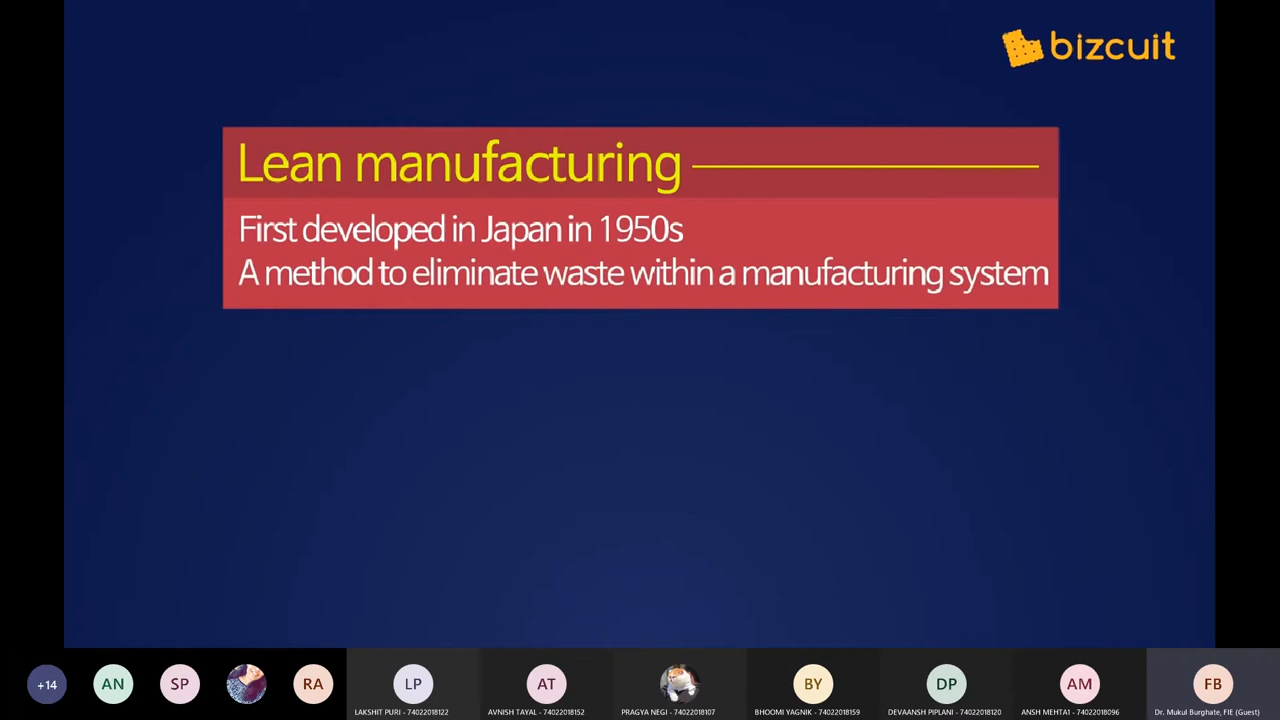 bizcuit
Lean manufacturing
First developed in Japan in 1950s
A method to eliminate waste within a manufacturing system
+14
AN
SP
RA
LP
AT
BY
DP
AM
FB
LAKSHIT PURI - 74022018122
AVNISH TAYAL - 74022018152
PRAGYA NEGI - 74022018107
BHOOMI YAGNIK - 74022018159
DEVAANSH PIPLANI - 74022018120
ANSH MEHTA1 - 74022018096
Dr. Mukul Burghate, FIE (Guest)